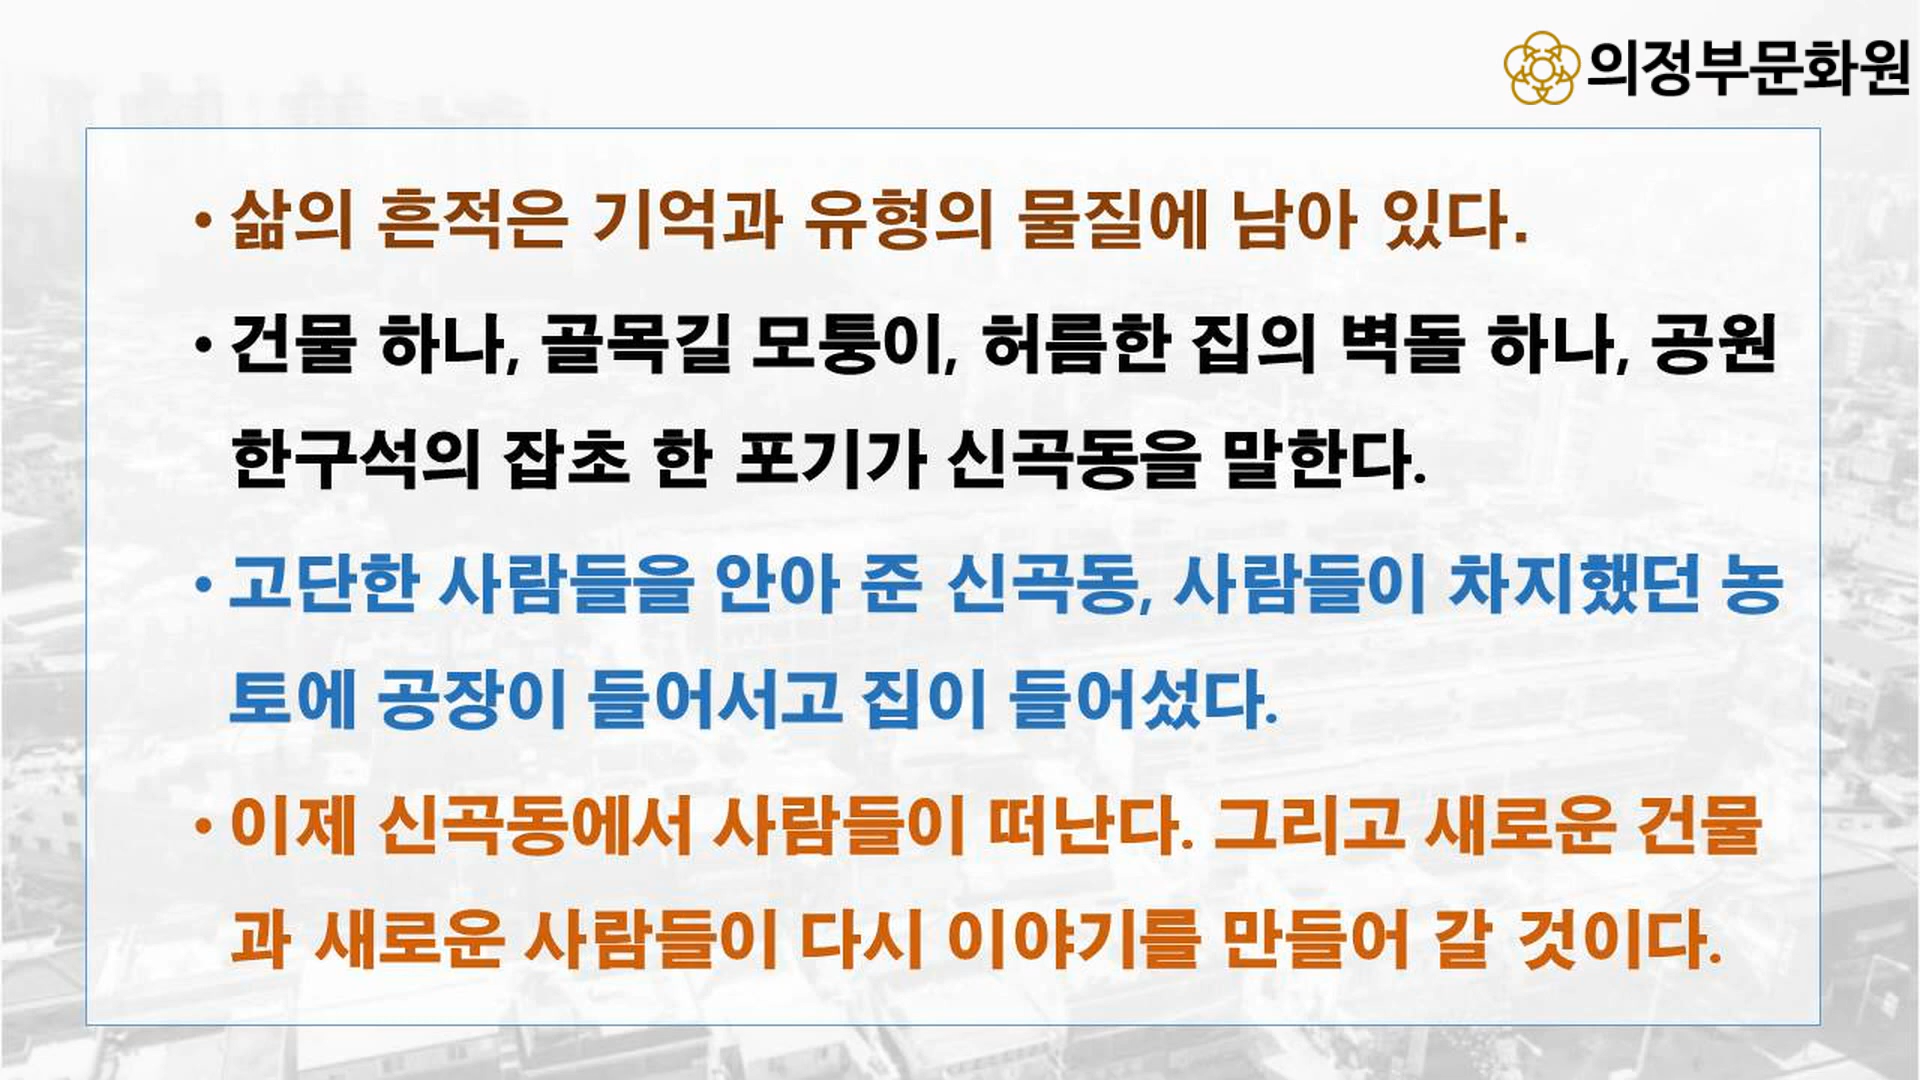 의정부문화원
• 삶의 흔적은 기억과 유형의 물질에 남아 있다.
• 건물 하나, 골목길 모퉁이, 허름한 집의 벽돌 하나, 공원
한구석의 잡초 한 포기가 신곡동을 말한다.
• 고단한 사람들을 안아 준 신곡동, 사람들이 차지했던 농
토에 공장이 들어서고 집이 들어섰다.
• 이제 신곡동에서 사람들이 떠난다. 그리고 새로운 건물
과 새로운 사람들이 다시 이야기를 만들어 갈 것이다.